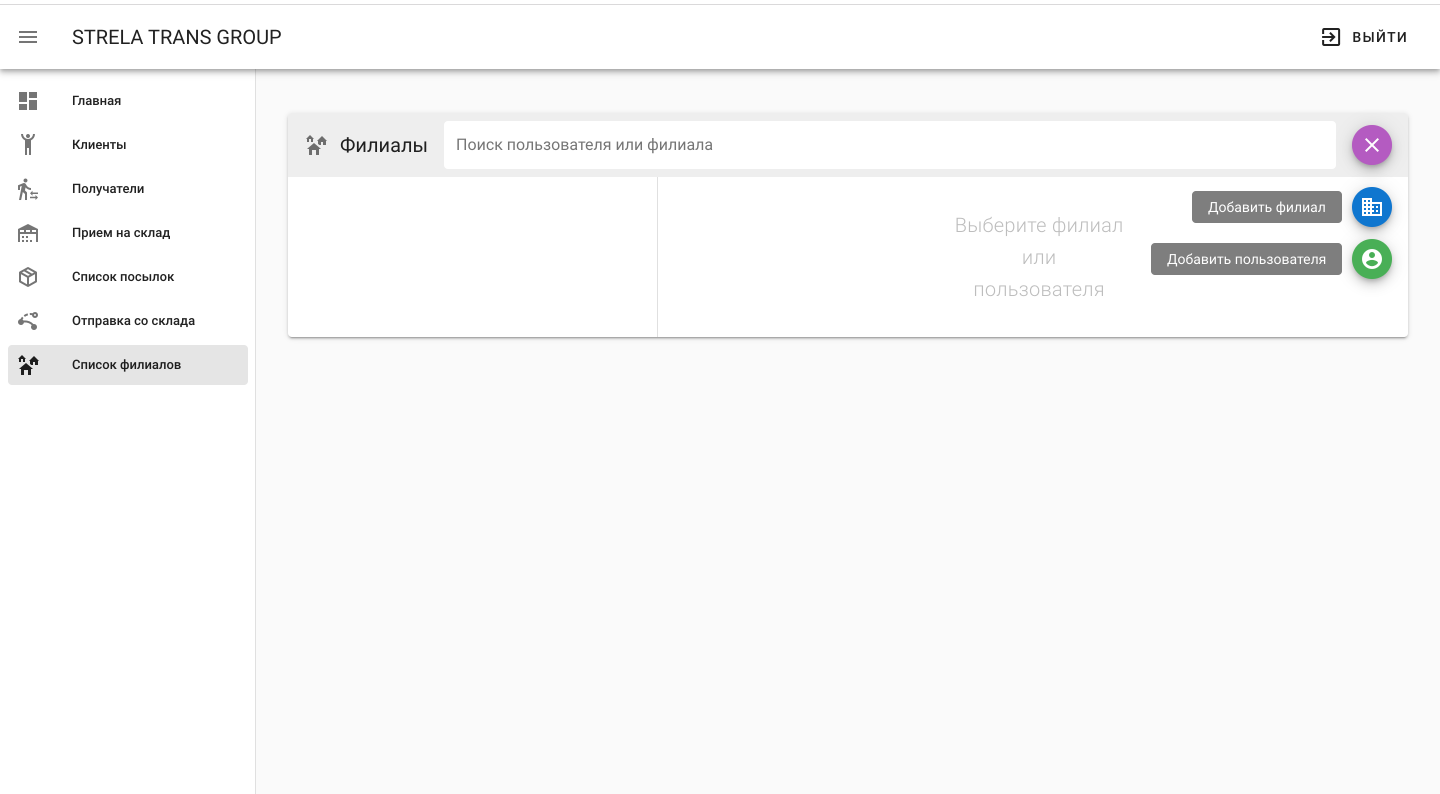 STRELA TRANS GROUP
ВЫЙТИ
Главная
Клиенты
Получатели
Прием на склад
Список посылок
Отправка со склада
Список филиалов
Филиалы
Поиск пользователя или филиала
Выберите филиал
или
пользователя
Добавить филиал
Добавить пользователя